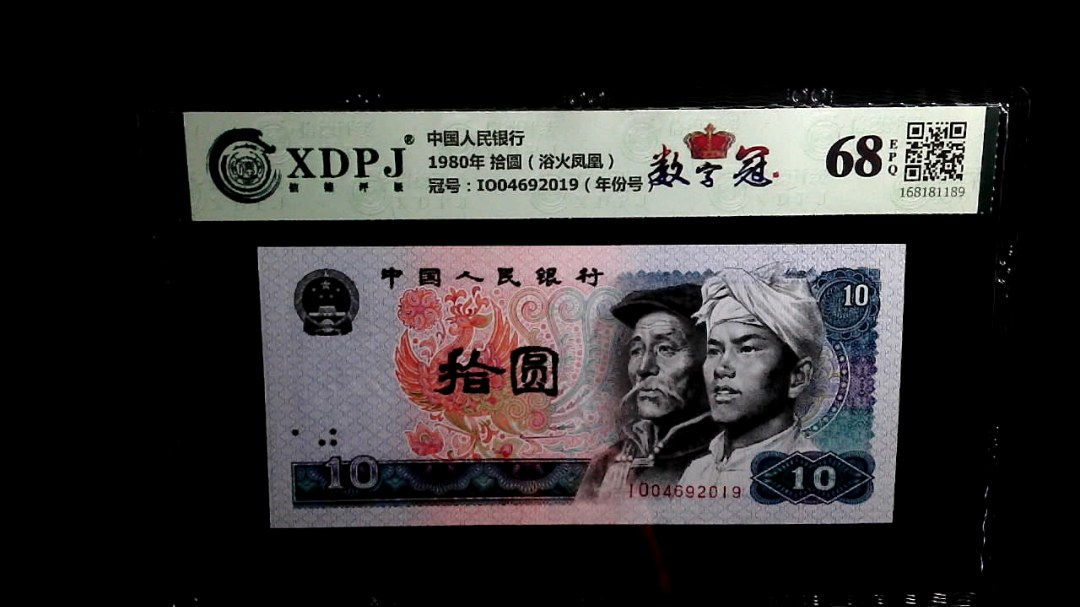 XDPJ®
信德评级
中国人民银行
1980年 拾圆（浴火凤凰）
冠号：IO04692019（年份号
数字冠
68
EPQ
168181189
中国人民银行
10
拾圆
10
IO04692019
10